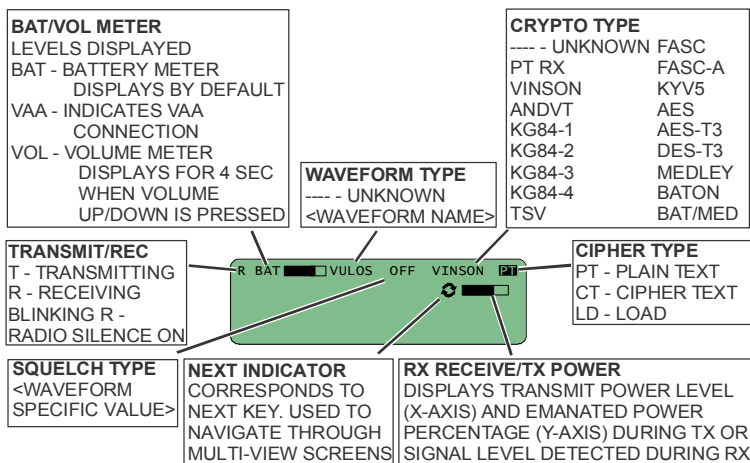 BAT/VOL METER
LEVELS DISPLAYED
BAT - BATTERY METER
DISPLAYS BY DEFAULT
VAA - INDICATES VAA
CONNECTION
VOL - VOLUME METER
DISPLAYS FOR 4 SEC
WHEN VOLUME
UP/DOWN IS PRESSED
WAVEFORM TYPE
---- - UNKNOWN
<WAVEFORM NAME>
CRYPTO TYPE
---- - UNKNOWN FASC
PT RX FASC-A
VINSON KYV5
ANDVT AES
KG84-1 AES-T3
KG84-2 DES-T3
KG84-3 MEDLEY
KG84-4 BATON
TSV BAT/MED
TRANSMIT/REC
T - TRANSMITTING
R - RECEIVING
BLINKING R -
RADIO SILENCE ON
R BAT VULOS OFF VINSON PT
CIPHER TYPE
PT - PLAIN TEXT
CT - CIPHER TEXT
LD - LOAD
SQUELCH TYPE
<WAVEFORM
SPECIFIC VALUE>
NEXT INDICATOR
CORRESPONDS TO
NEXT KEY. USED TO
NAVIGATE THROUGH
MULTI-VIEW SCREENS
RX RECEIVE/TX POWER
DISPLAYS TRANSMIT POWER LEVEL
(X-AXIS) AND EMANATED POWER
PERCENTAGE (Y-AXIS) DURING TX OR
SIGNAL LEVEL DETECTED DURING RX